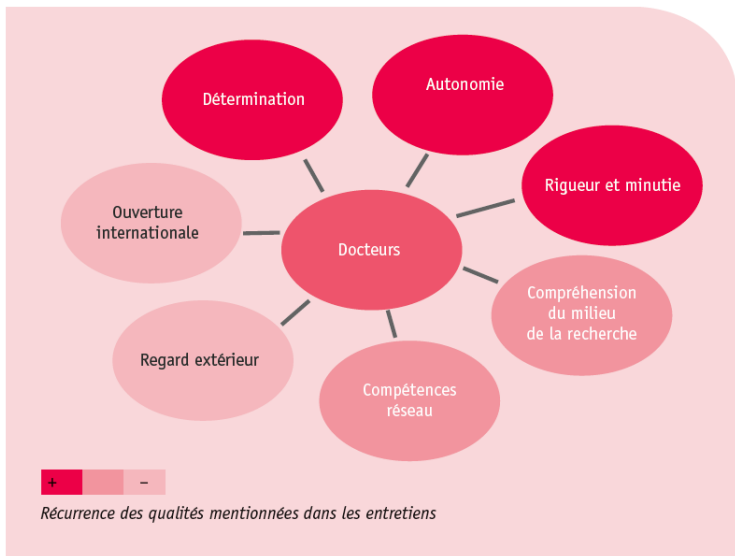 Détermination
Autonomie
Rigueur et minutie
Ouverture
internationale
Docteurs
Compréhension
du milieu
de la recherche
Regard extérieur
Compétences
réseau
+ –
Récurrence des qualités mentionnées dans les entretiens